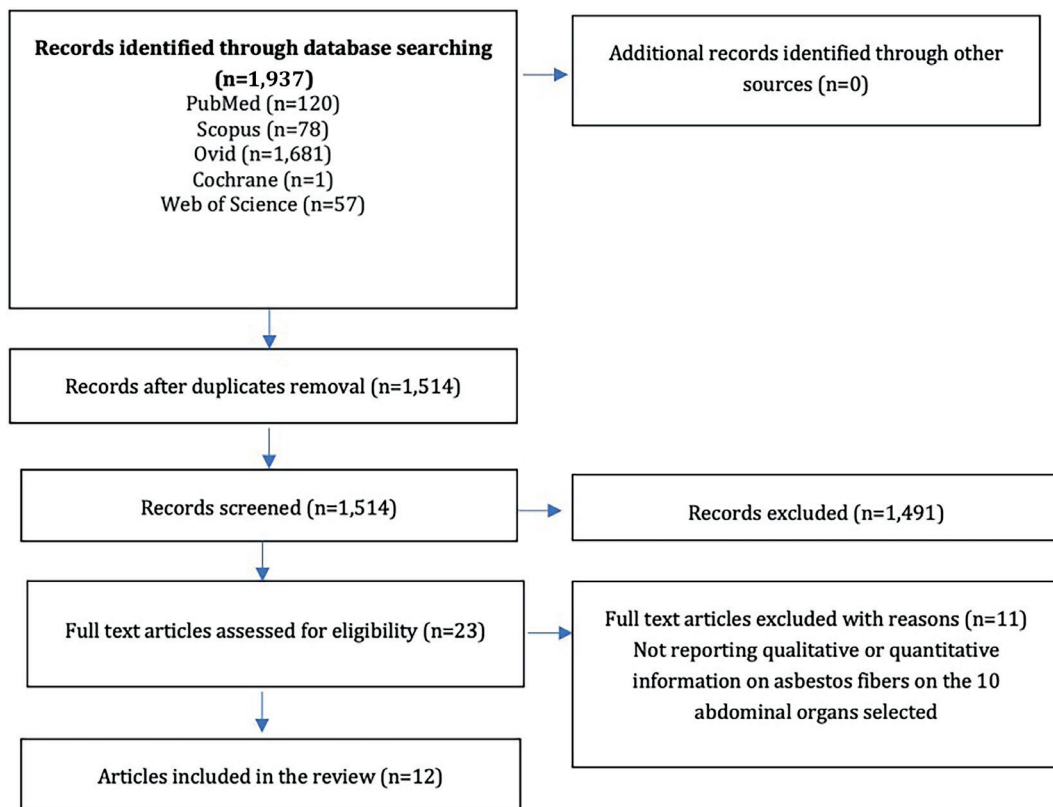 Records identified through database searching
(n=1,937)
PubMed (n=120)
Scopus (n=78)
Ovid (n=1,681)
Cochrane (n=1)
Web of Science (n=57)
Additional records identified through other
sources (n=0)
Records after duplicates removal (n=1,514)
Records screened (n=1,514)
Records excluded (n=1,491)
Full text articles assessed for eligibility (n=23)
Full text articles excluded with reasons (n=11)
Not reporting qualitative or quantitative
information on asbestos fibers on the 10
abdominal organs selected
Articles included in the review (n=12)